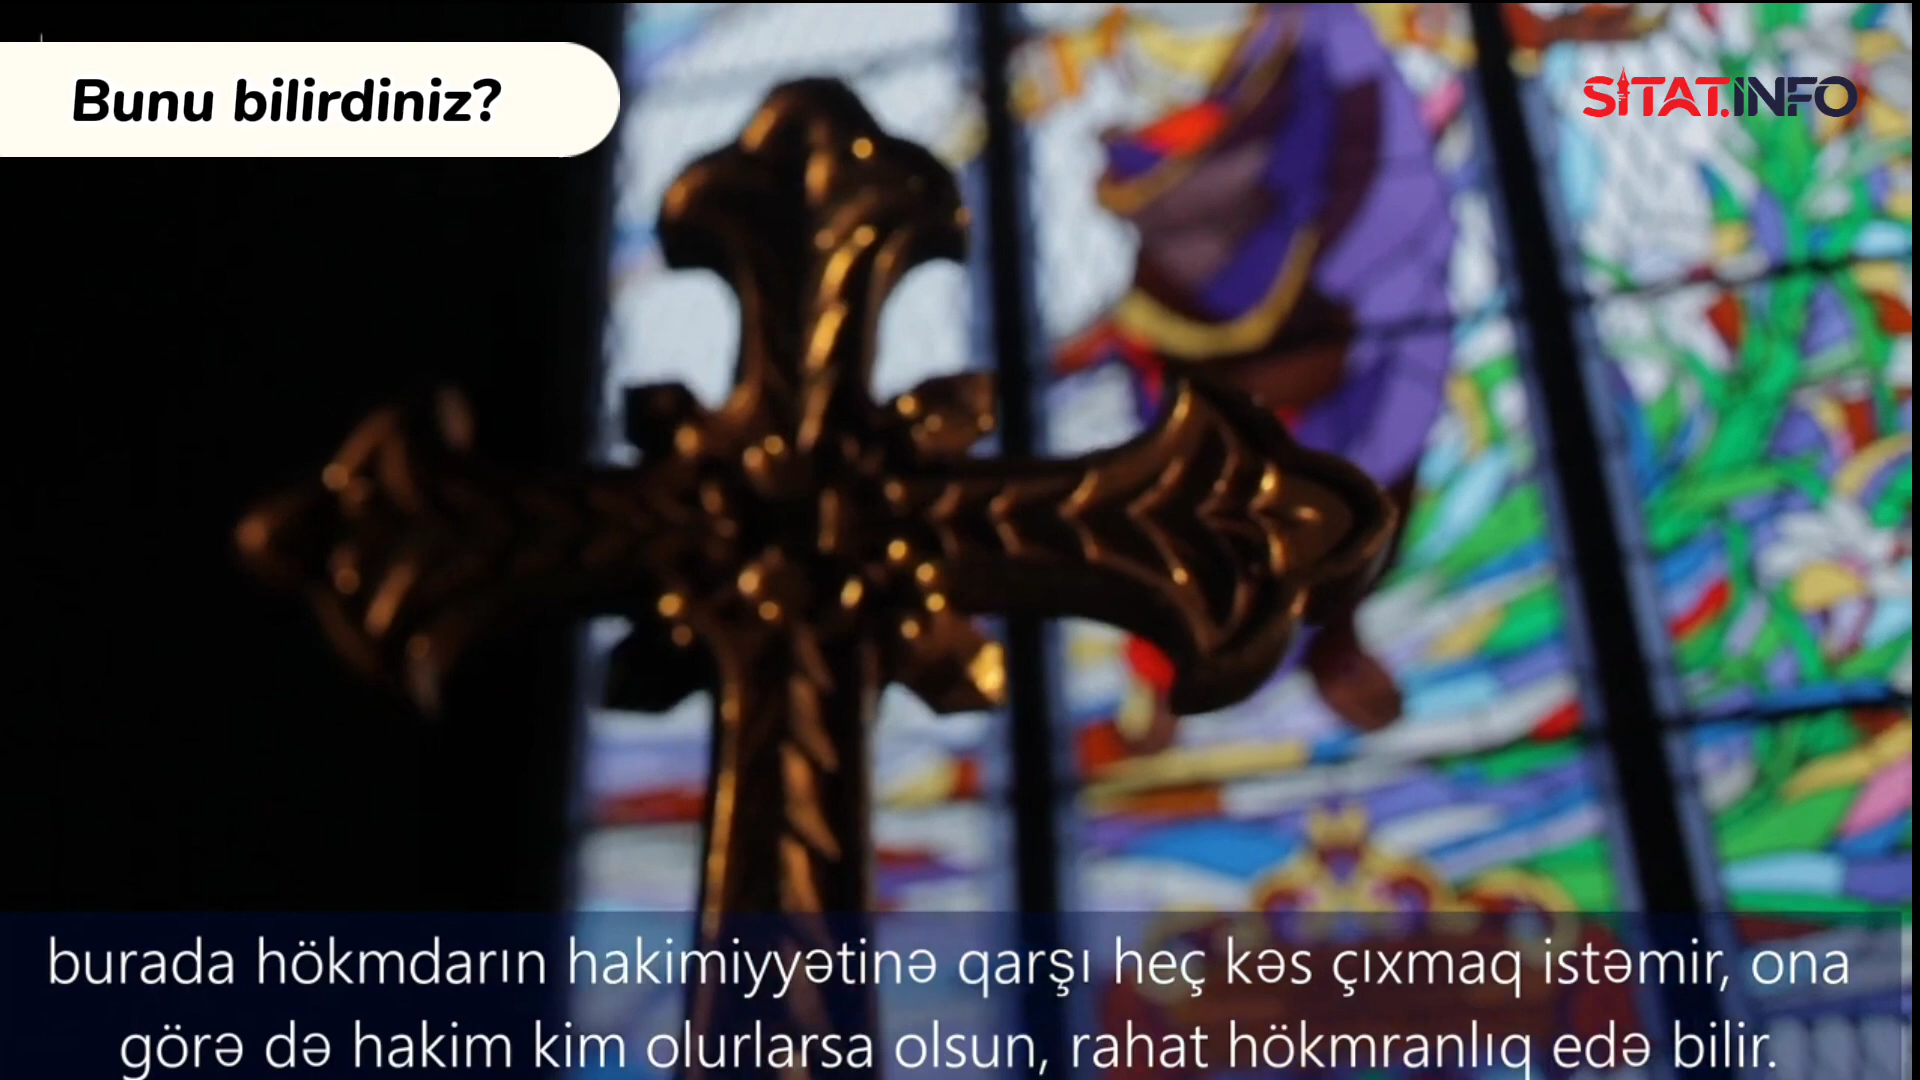 Bunu bilirdiniz?
SİTAT.INFO
burada hökmdarın hakimiyyətinə qarşı heç kəs çıxmaq istəmir, ona
görə də hakim kim olurlarsa olsun, rahat hökmranlıq edə bilir.